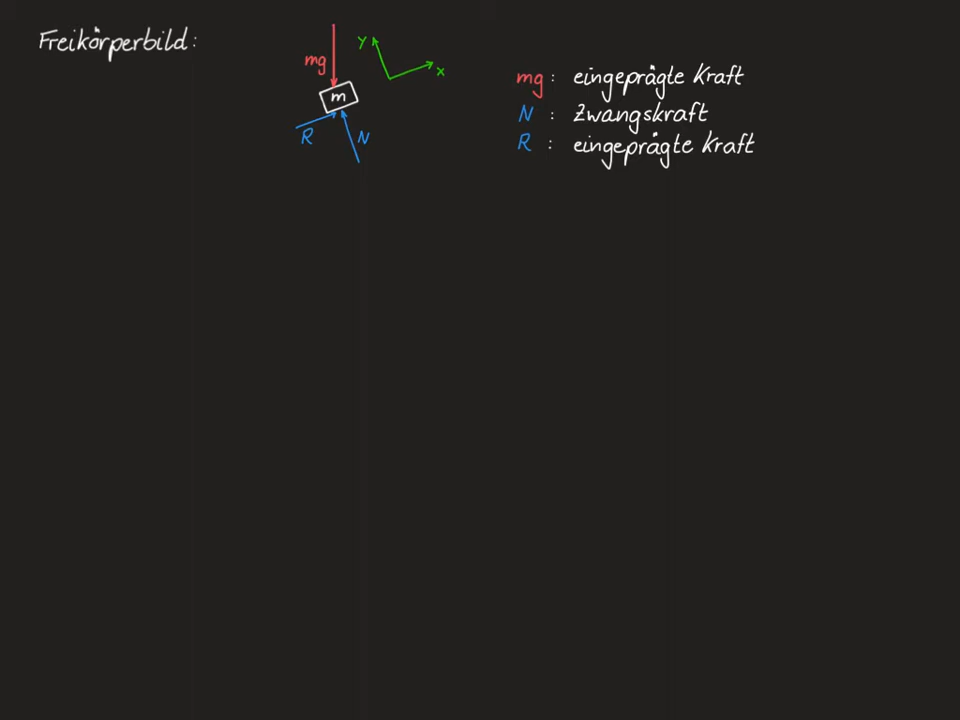 Freikörperbild:
mg
y
x
m
R
N
mg: eingeprägte Kraft
N: Zwangskraft
R: eingeprägte Kraft